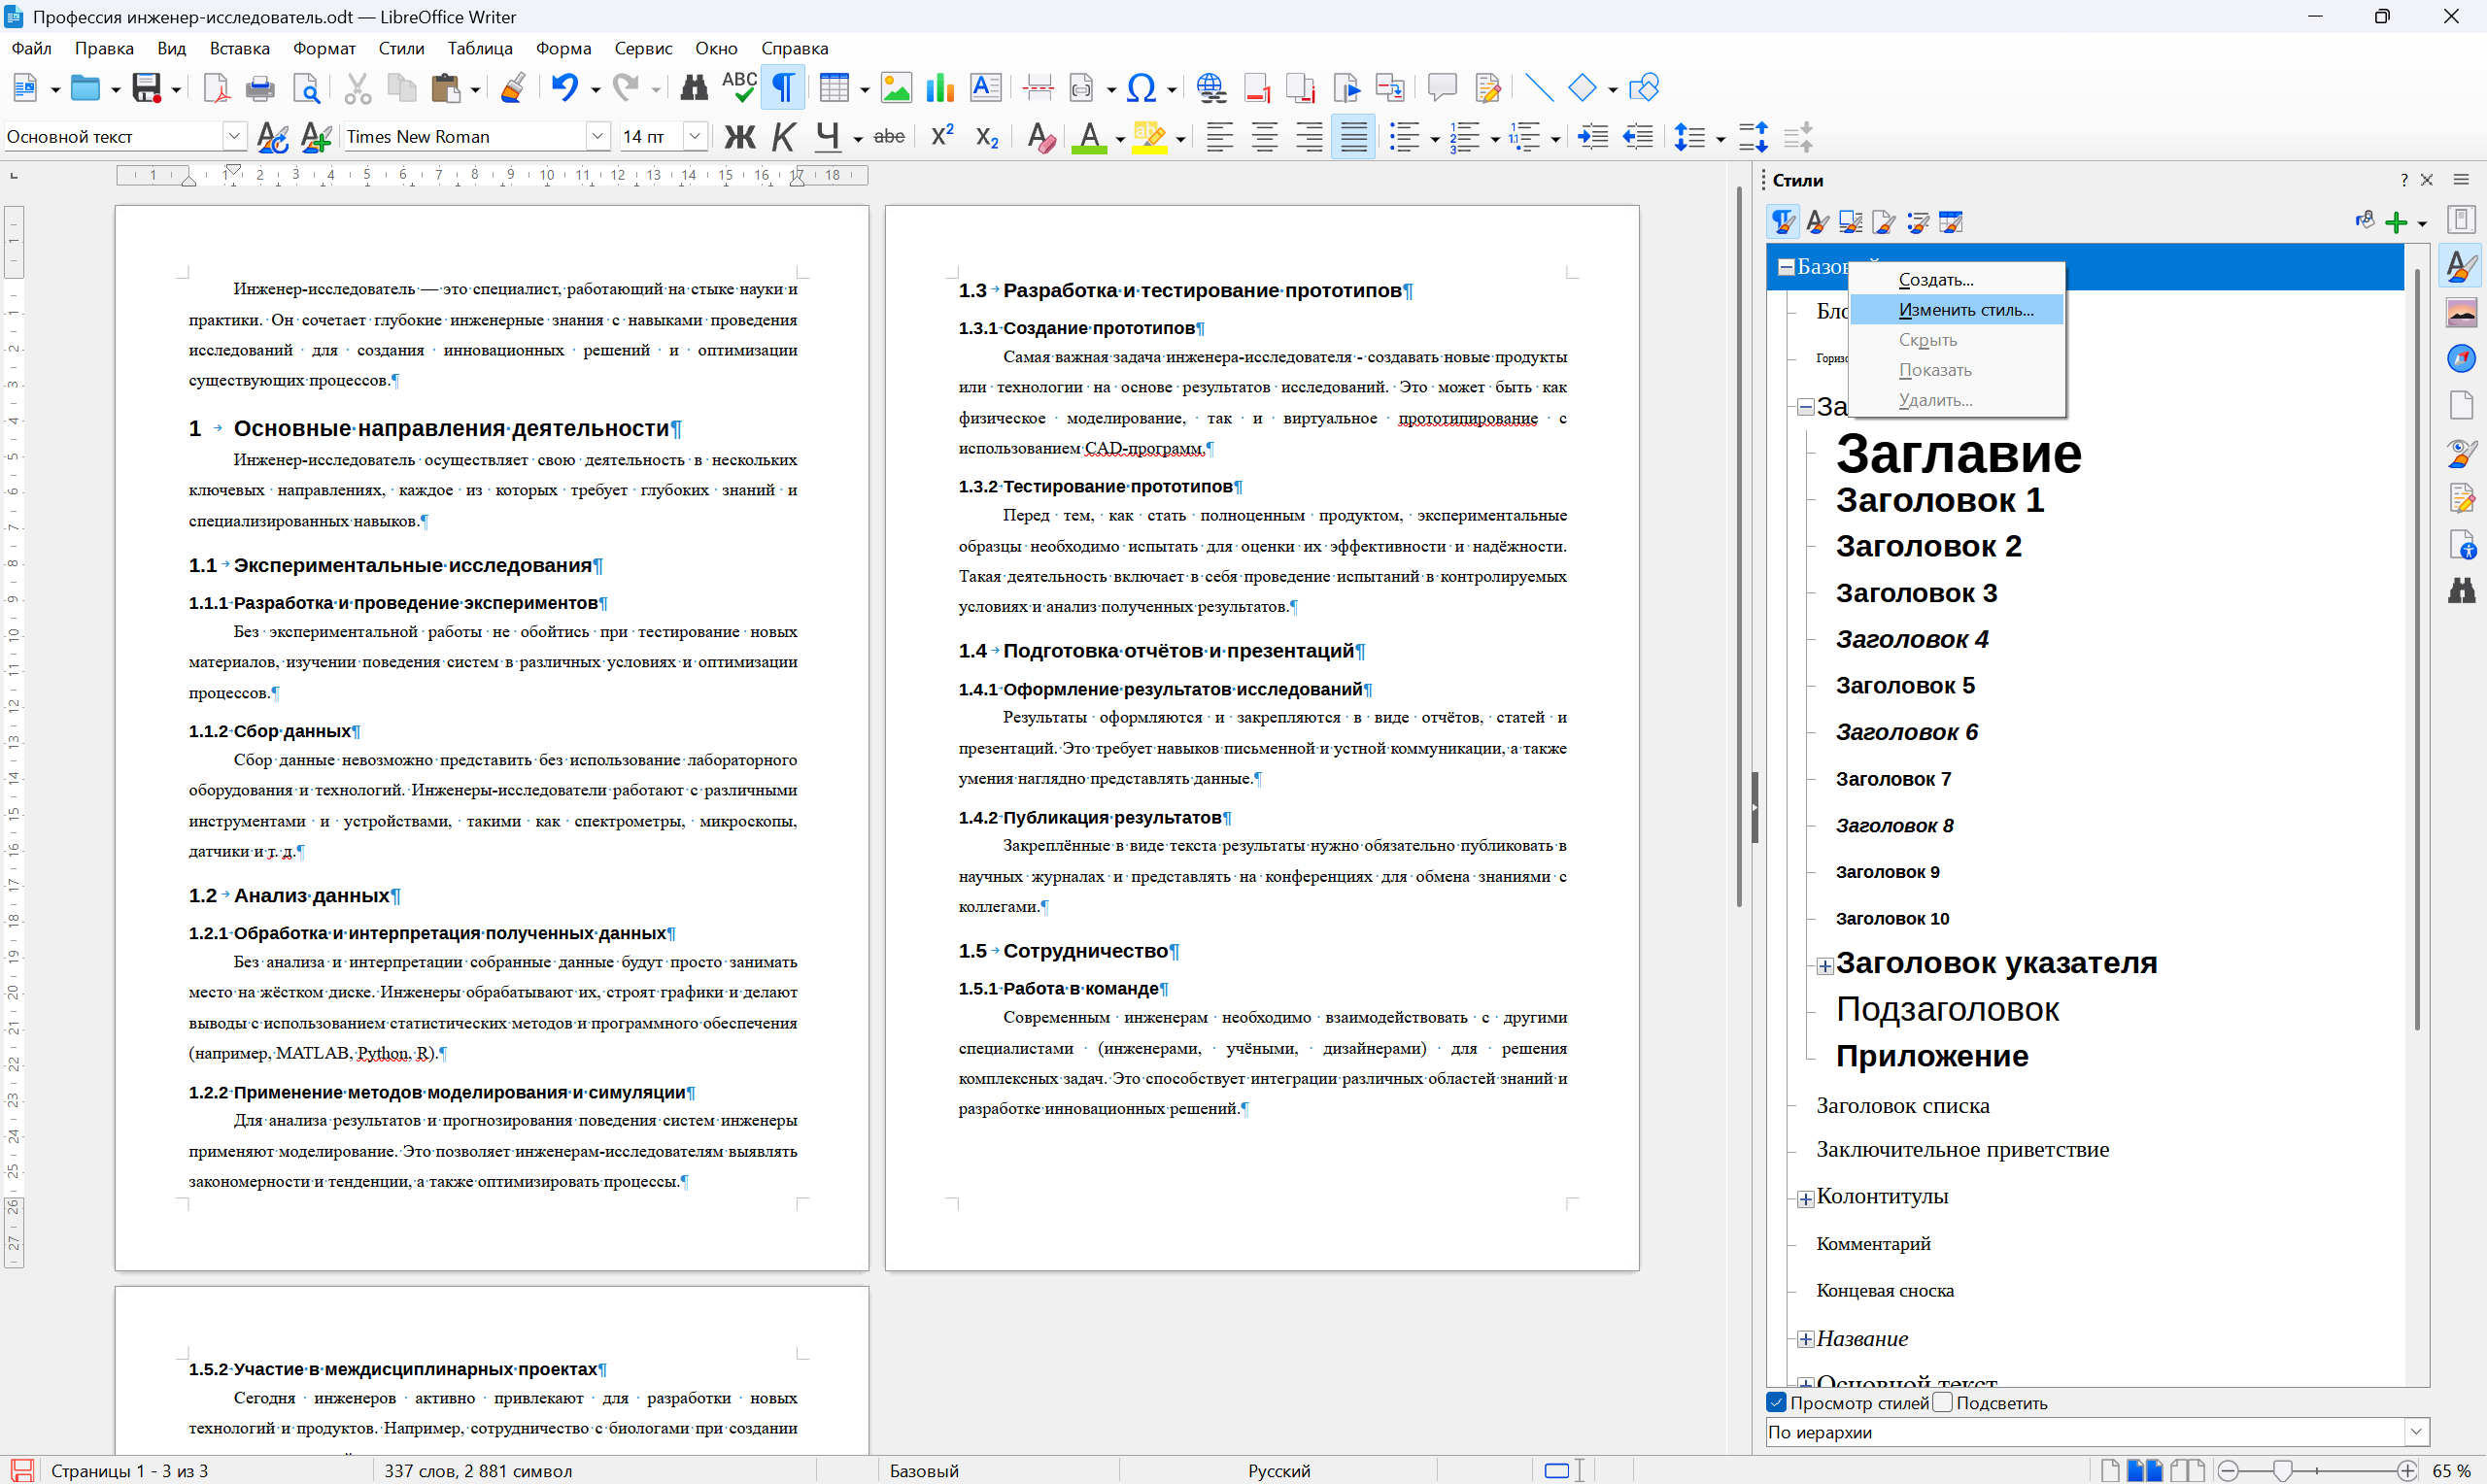 Профессия инженер-исследователь.odt — LibreOffice Writer
Файл Правка Вид Вставка Формат Стили Таблица Форма Сервис Окно Справка
Основной текст Times New Roman 14 пт
Стили
Инженер-исследователь — это специалист, работающий на стыке науки и
практики. Он сочетает глубокие инженерные знания с навыками проведения
исследований для создания инновационных решений и оптимизации
существующих процессов.¶
1 Основные направления деятельности¶
Инженер-исследователь осуществляет свою деятельность в нескольких
ключевых направлениях, каждое из которых требует глубоких знаний и
специализированных навыков.¶
1.1 Экспериментальные исследования¶
1.1.1 Разработка и проведение экспериментов¶
Без экспериментальной работы не обойтись при тестирование новых
материалов, изучении поведения систем в различных условиях и оптимизации
процессов.¶
1.1.2 Сбор данных¶
Сбор данные невозможно представить без использование лабораторного
оборудования и технологий. Инженеры-исследователи работают с различными
инструментами и устройствами, такими как спектрометры, микроскопы,
датчики и т. д.¶
1.2 Анализ данных¶
1.2.1 Обработка и интерпретация полученных данных¶
Без анализа и интерпретации собранные данные будут просто занимать
место на жёстком диске. Инженеры обрабатывают их, строят графики и делают
выводы с использованием статистических методов и программного обеспечения
(например, MATLAB, Python, R).¶
1.2.2 Применение методов моделирования и симуляции¶
Для анализа результатов и прогнозирования поведения систем инженеры
применяют моделирование. Это позволяет инженерам-исследователям выявлять
закономерности и тенденции, а также оптимизировать процессы.¶
1.3 Разработка и тестирование прототипов¶
1.3.1 Создание прототипов¶
Самая важная задача инженера-исследователя - создавать новые продукты
или технологии на основе результатов исследований. Это может быть как
физическое моделирование, так и виртуальное прототипирование с
использованием CAD-программ.¶
1.3.2 Тестирование прототипов¶
Перед тем, как стать полноценным продуктом, экспериментальные
образцы необходимо испытать для оценки их эффективности и надёжности.
Такая деятельность включает в себя проведение испытаний в контролируемых
условиях и анализ полученных результатов.¶
1.4 Подготовка отчётов и презентаций¶
1.4.1 Оформление результатов исследований¶
Результаты оформляются и закрепляются в виде отчётов, статей и
презентаций. Это требует навыков письменной и устной коммуникации, а также
умения наглядно представлять данные.¶
1.4.2 Публикация результатов¶
Закреплённые в виде текста результаты нужно обязательно публиковать в
научных журналах и представлять на конференциях для обмена знаниями с
коллегами.¶
1.5 Сотрудничество¶
1.5.1 Работа в команде¶
Современным инженерам необходимо взаимодействовать с другими
специалистами (инженерами, учёными, дизайнерами) для решения
комплексных задач. Это способствует интеграции различных областей знаний и
разработке инновационных решений.¶
1.5.2 Участие в междисциплинарных проектах¶
Сегодня инженеров активно привлекают для разработки новых
технологий и продуктов. Например, сотрудничество с биологами при создании
Создать...
Изменить стиль...
Скрыть
Показать
Удалить...
Заглавие
Заголовок 1
Заголовок 2
Заголовок 3
Заголовок 4
Заголовок 5
Заголовок 6
Заголовок 7
Заголовок 8
Заголовок 9
Заголовок 10
Заголовок указателя
Подзаголовок
Приложение
Заголовок списка
Заключительное приветствие
Колонтитулы
Комментарий
Концевая сноска
Название
Основной текст
Просмотр стилей Подсветить
По иерархии
Страницы 1 - 3 из 3 337 слов, 2 881 символ Базовый Русский 65 %